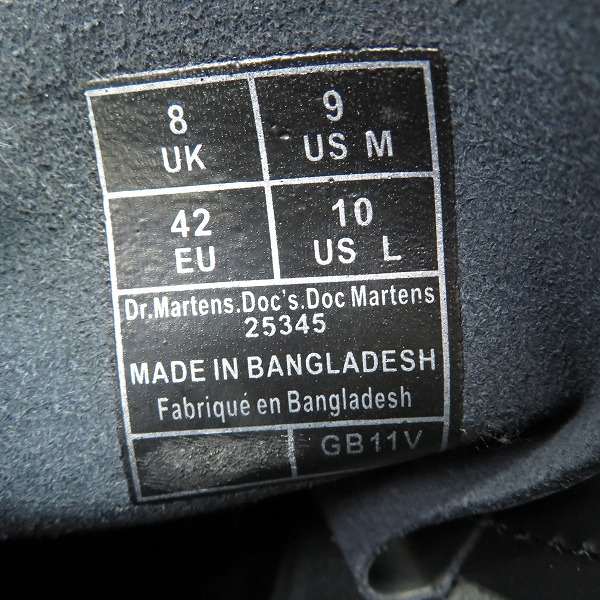 8
UK
9
US M
42
EU
10
US L
Dr.Martens.Doc's.Doc Martens
25345
MADE IN BANGLADESH
Fabriqué en Bangladesh
GB11V